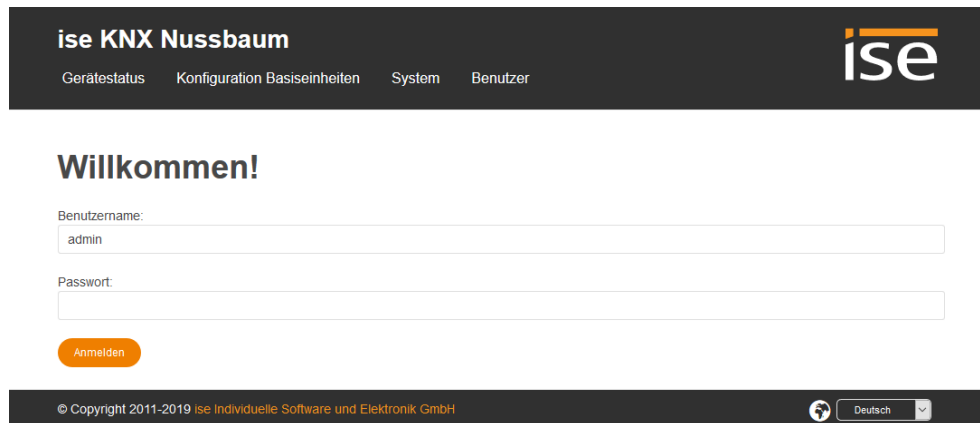 ise KNX Nussbaum
ise
Gerätestatus Konfiguration Basiseinheiten System Benutzer
Willkommen!
Benutzername:
admin
Passwort:
Anmelden
© Copyright 2011-2019 ise Individuelle Software und Elektronik GmbH
Deutsch